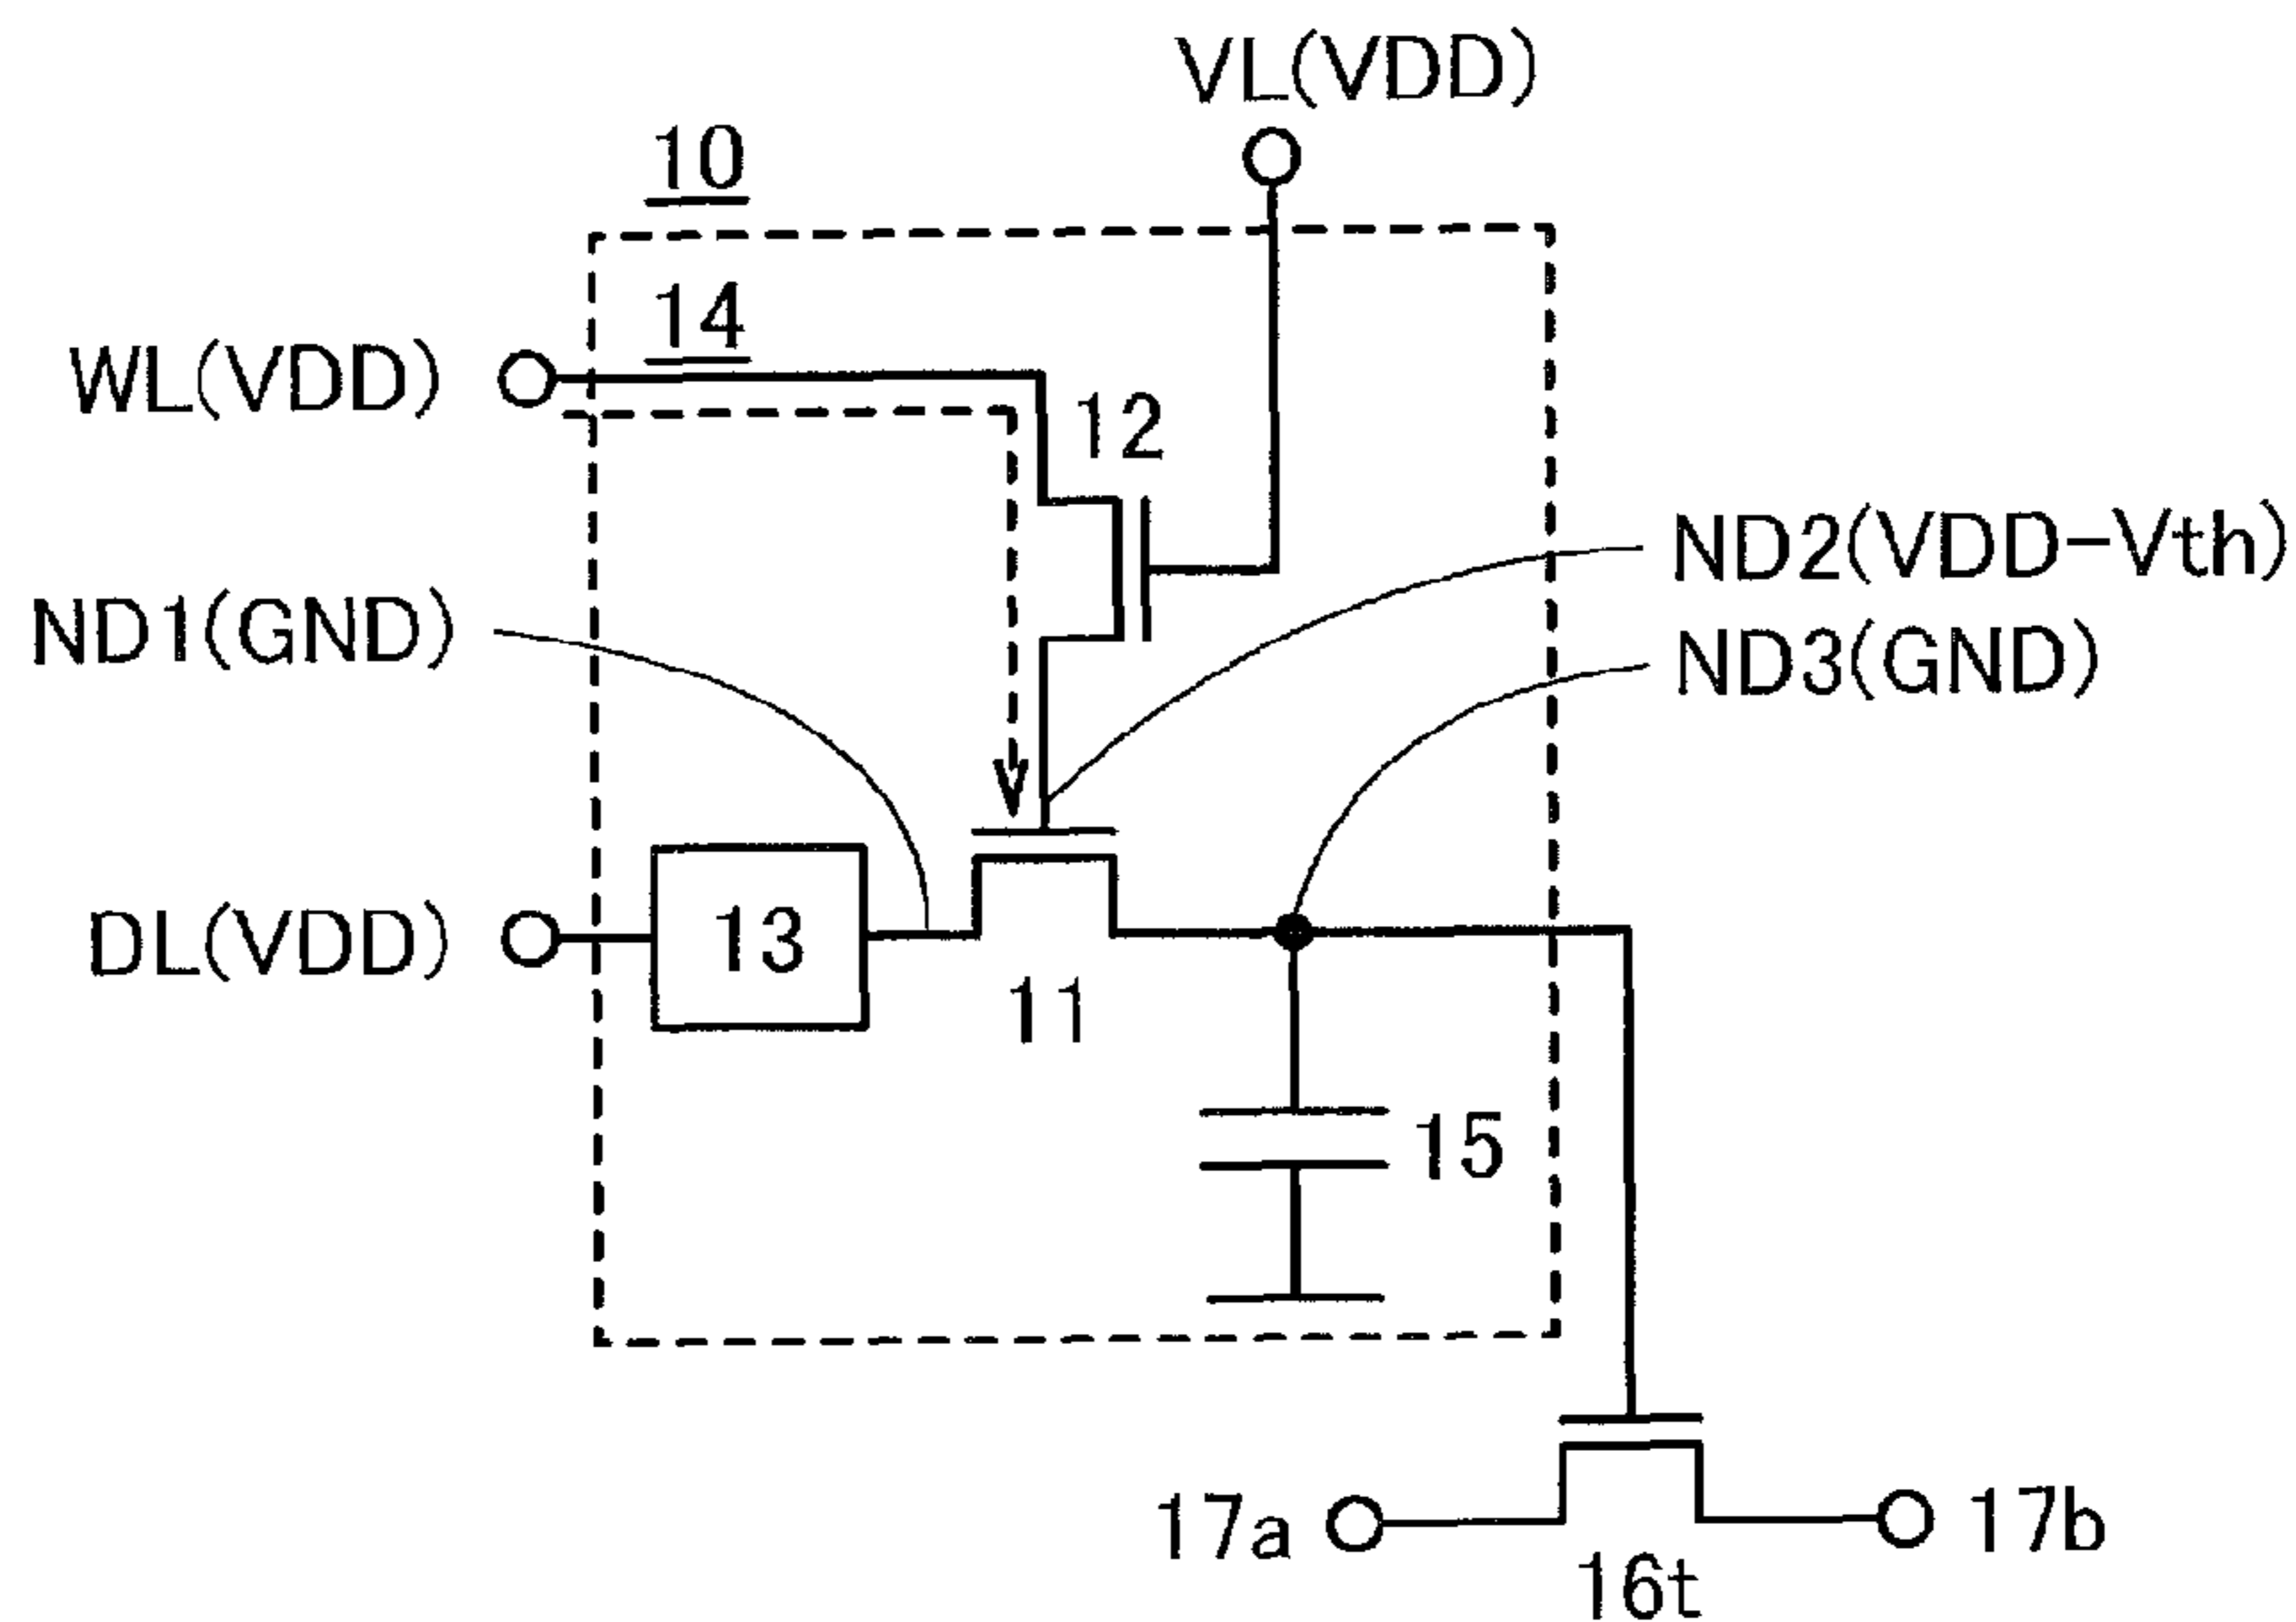 VL(VDD)
10
14
WL(VDD)
12
ND2(VDD-Vth)
ND1(GND)
ND3(GND)
13
DL(VDD)
11
15
17a
17b
16t